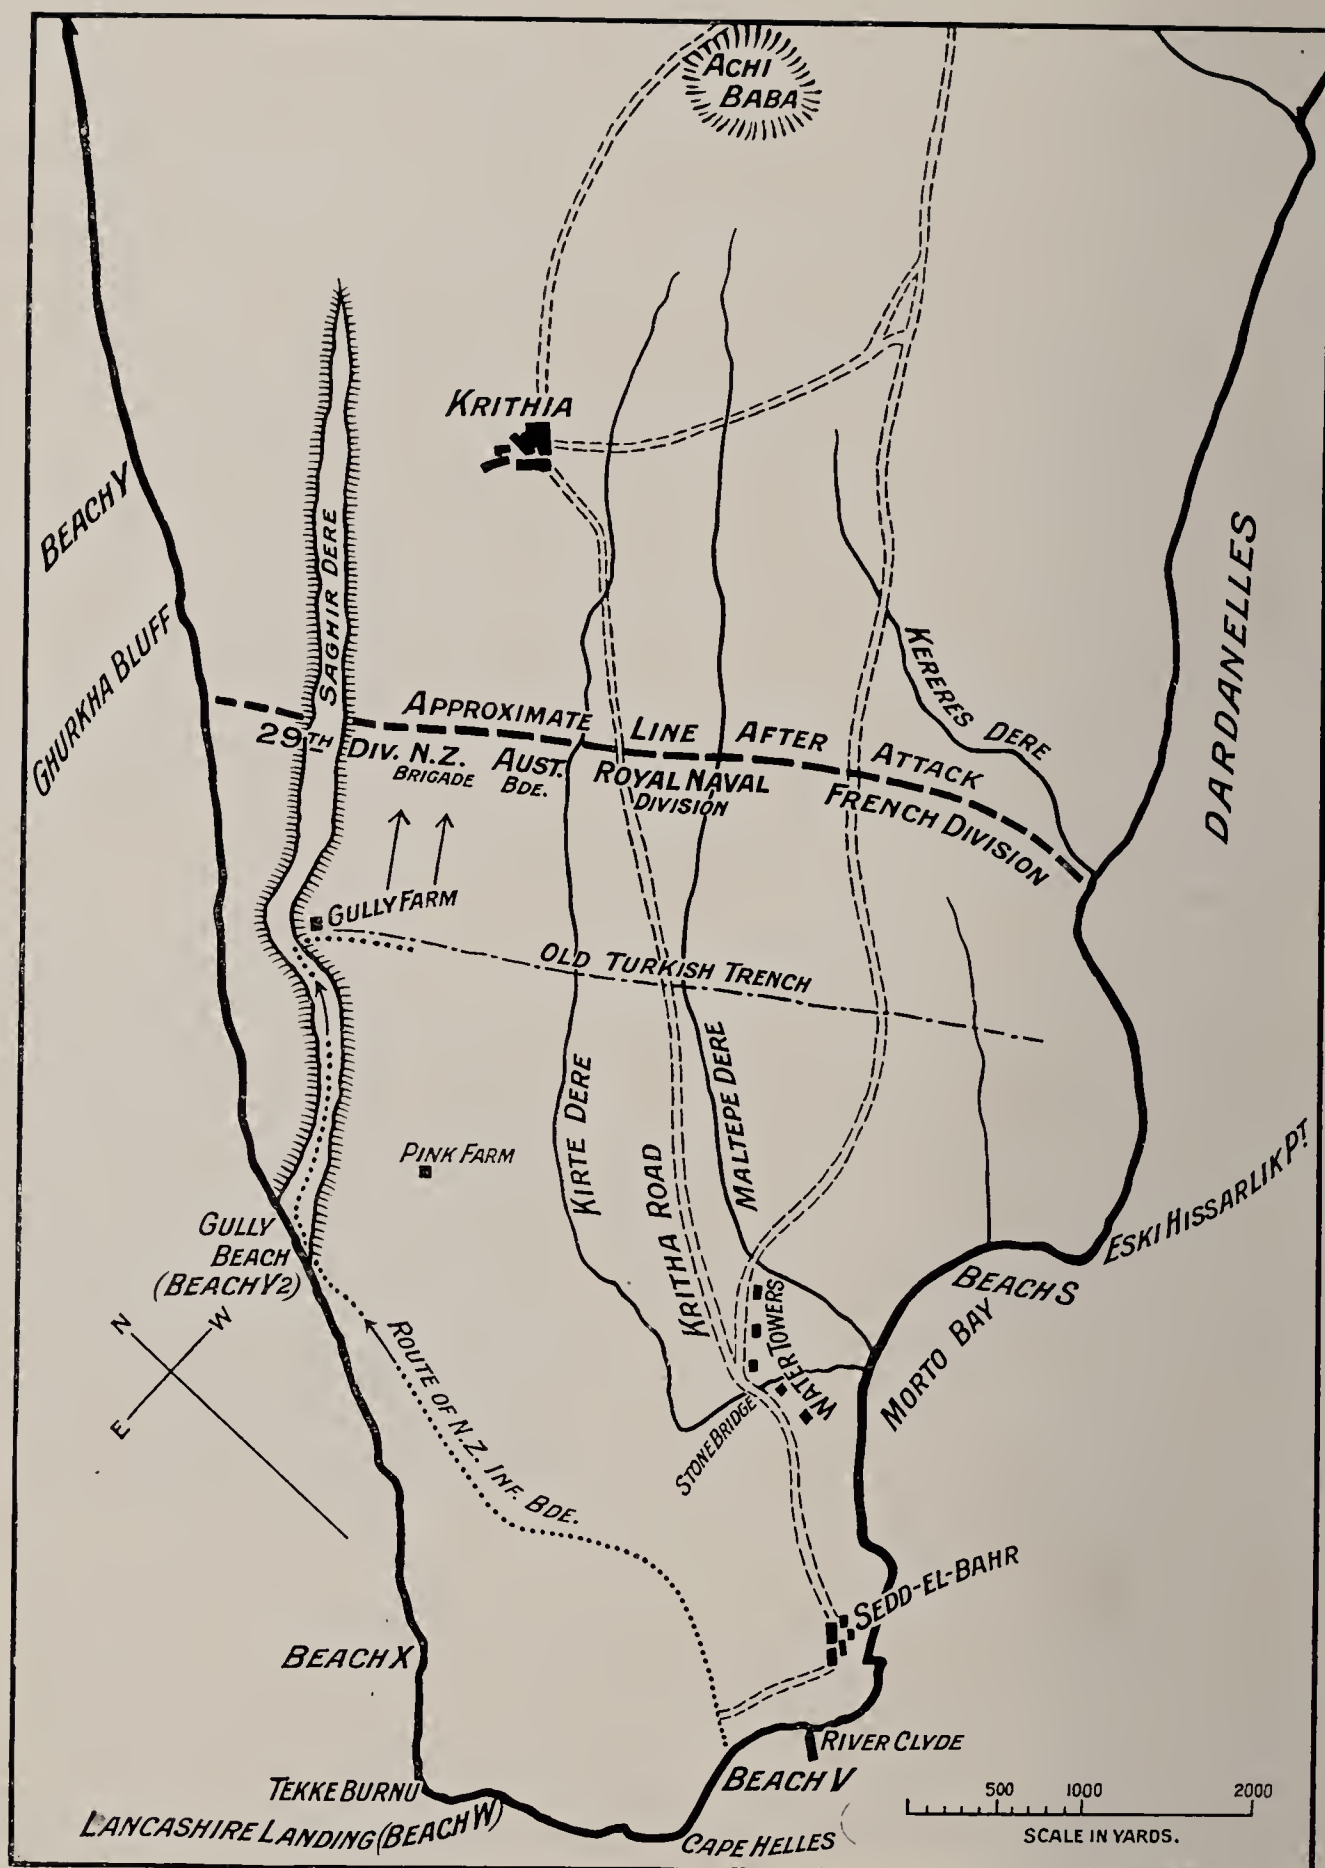 ACHI
BABA
KRITHIA
BEACH Y
SAGHIR DERE
DARDANELLES
GHURKHA BLUFF
KERERES DERE
APPROXIMATE LINE AFTER ATTACK
29TH DIV. N.Z.
BRIGADE
AUST.
BDE.
ROYAL NAVAL
DIVISION
FRENCH DIVISION
GULLY FARM
OLD TURKISH TRENCH
PINK FARM
KIRTE DERE
KRITHA ROAD
MALTEPE DERE
ESKI HISSARLIK PT.
GULLY
BEACH
(BEACH Y2)
BEACH S
MORTO BAY
WATER TOWERS
STONE BRIDGE
N
W
E
ROUTE OF N.Z. INF. BDE.
SEDD-EL-BAHR
BEACH X
RIVER CLYDE
BEACH V
TEKKE BURNU
LANCASHIRE LANDING (BEACH W)
CAPE HELLES
500 1000 2000
SCALE IN YARDS.